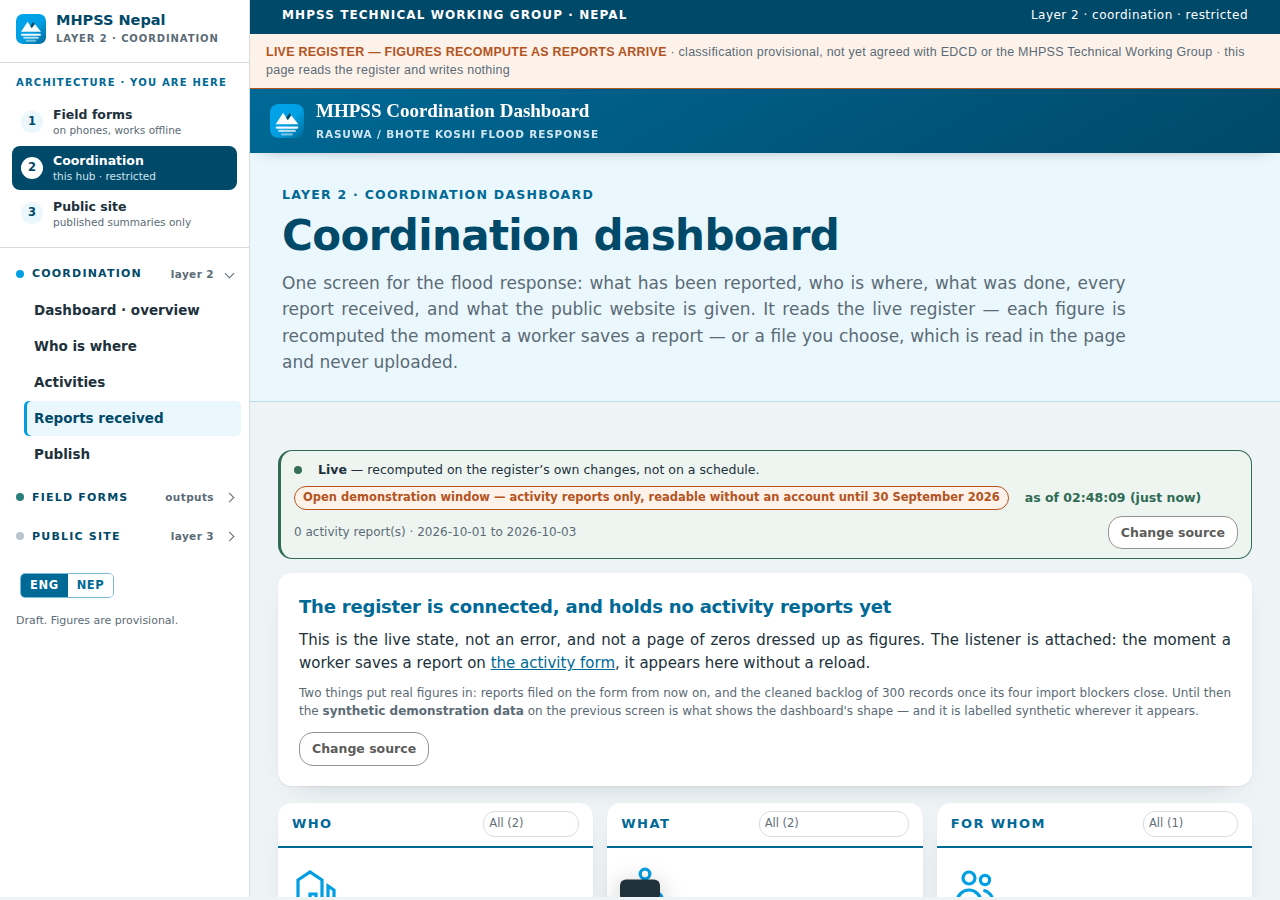 MHPSS Nepal
LAYER 2 · COORDINATION
ARCHITECTURE · YOU ARE HERE
1
Field forms
on phones, works offline
2
Coordination
this hub · restricted
3
Public site
published summaries only
COORDINATION layer 2
Dashboard · overview
Who is where
Activities
Reports received
Publish
FIELD FORMS outputs
PUBLIC SITE layer 3
ENG NEP
Draft. Figures are provisional.
MHPSS TECHNICAL WORKING GROUP · NEPAL
Layer 2 · coordination · restricted
LIVE REGISTER — FIGURES RECOMPUTE AS REPORTS ARRIVE · classification provisional, not yet agreed with EDCD or the MHPSS Technical Working Group · this
page reads the register and writes nothing
MHPSS Coordination Dashboard
RASUWA / BHOTE KOSHI FLOOD RESPONSE
LAYER 2 · COORDINATION DASHBOARD
Coordination dashboard
One screen for the flood response: what has been reported, who is where, what was done, every
report received, and what the public website is given. It reads the live register — each figure is
recomputed the moment a worker saves a report — or a file you choose, which is read in the page
and never uploaded.
Live — recomputed on the register’s own changes, not on a schedule.
Open demonstration window — activity reports only, readable without an account until 30 September 2026
as of 02:48:09 (just now)
0 activity report(s) · 2026-10-01 to 2026-10-03
Change source
The register is connected, and holds no activity reports yet
This is the live state, not an error, and not a page of zeros dressed up as figures. The listener is attached: the moment a
worker saves a report on the activity form, it appears here without a reload.
Two things put real figures in: reports filed on the form from now on, and the cleaned backlog of 300 records once its four import blockers close. Until then
the synthetic demonstration data on the previous screen is what shows the dashboard's shape — and it is labelled synthetic wherever it appears.
Change source
WHO All (2)
WHAT All (2)
FOR WHOM All (1)